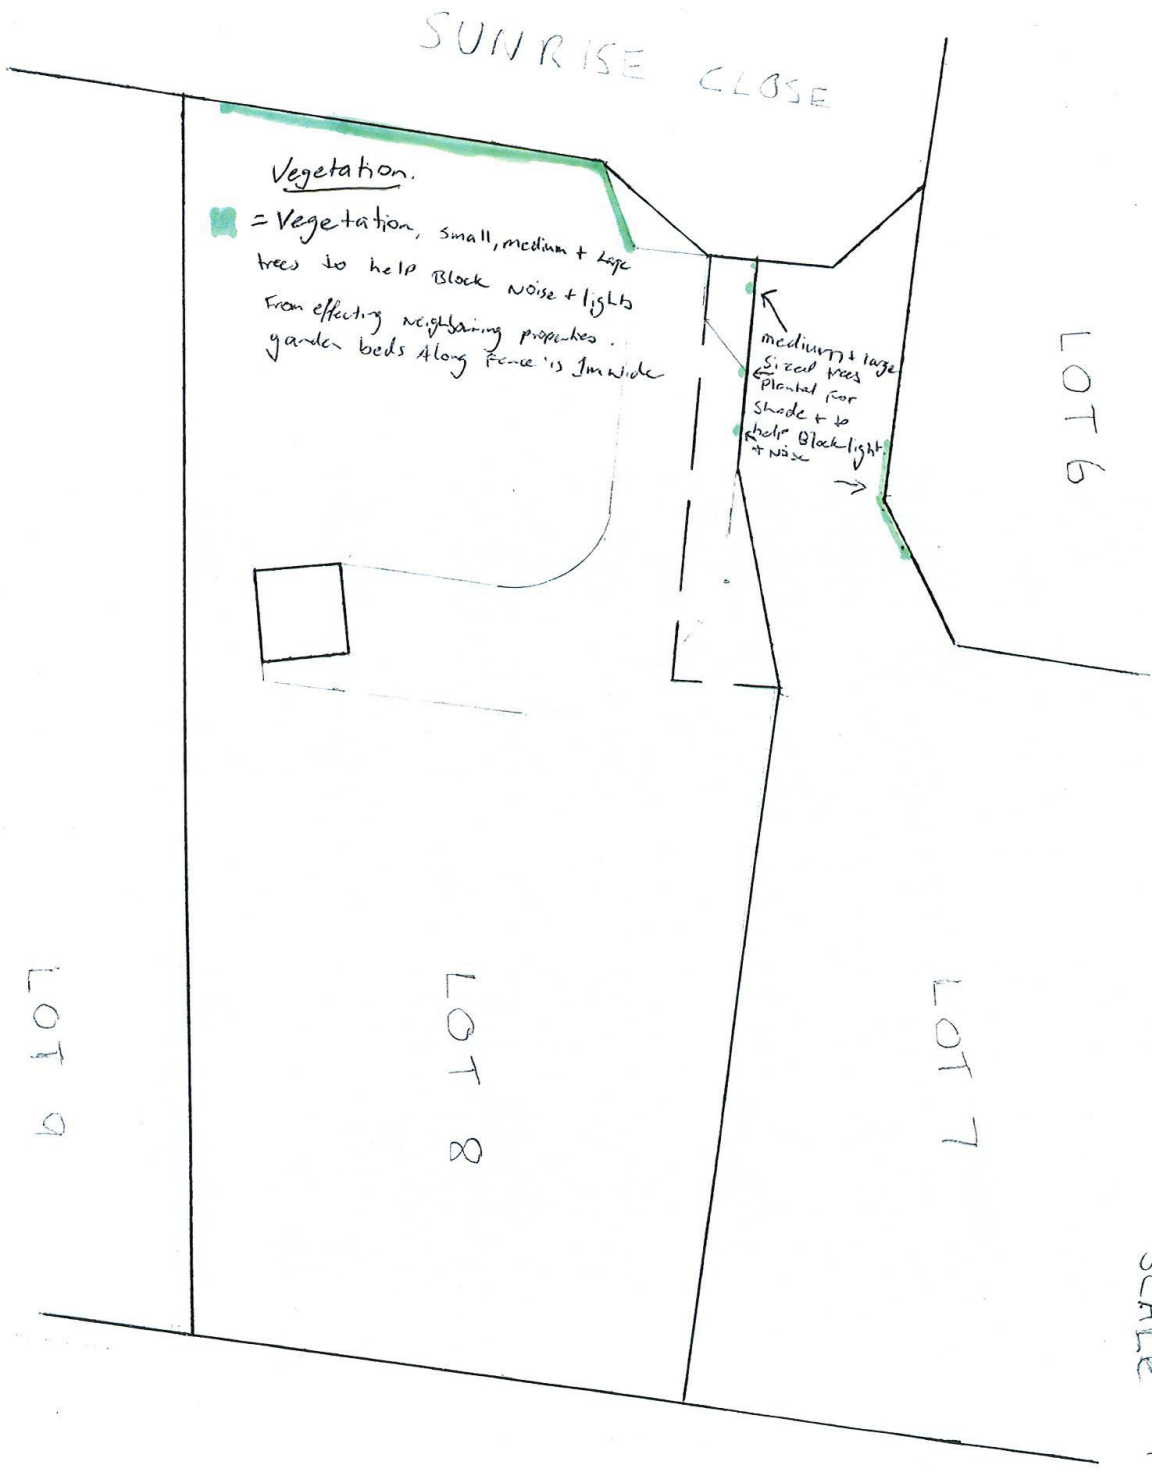 SUNRISE CLOSE
Vegetation.
= Vegetation, small, medium + Large
trees to help Block Noise + lights
From effecting Neighbouring properties.
garden beds Along Fence is 1m wide
medium + large
Sized trees
Planted For
Shade + to
help Block light
+ Noise
LOT 6
LOT 9
LOT 8
LOT 7
SCALE